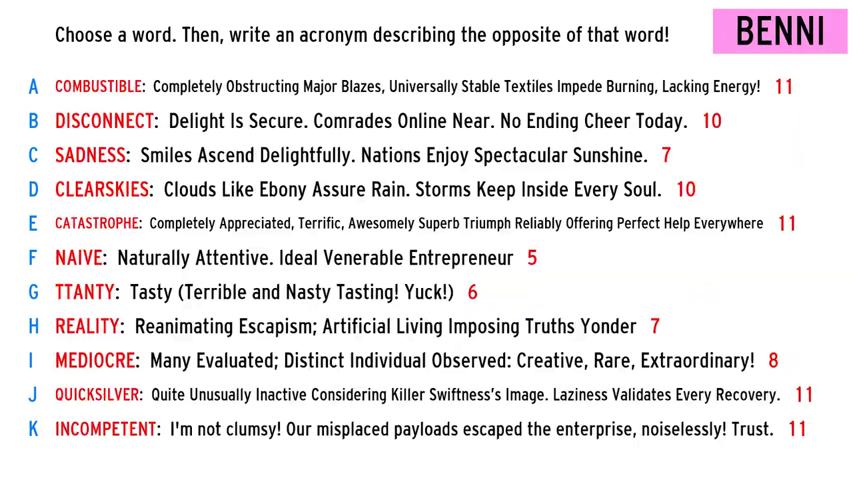 Choose a word. Then, write an acronym describing the opposite of that word!
BENNI
A COMBUSTIBLE: Completely Obstructing Major Blazes, Universally Stable Textiles Impede Burning, Lacking Energy! 11
B DISCONNECT: Delight Is Secure. Comrades Online Near. No Ending Cheer Today. 10
C SADNESS: Smiles Ascend Delightfully. Nations Enjoy Spectacular Sunshine. 7
D CLEARSKIES: Clouds Like Ebony Assure Rain. Storms Keep Inside Every Soul. 10
E CATASTROPHE: Completely Appreciated, Terrific, Awesomely Superb Triumph Reliably Offering Perfect Help Everywhere 11
F NAIVE: Naturally Attentive. Ideal Venerable Entrepreneur 5
G TTANTY: Tasty (Terrible and Nasty Tasting! Yuck!) 6
H REALITY: Reanimating Escapism; Artificial Living Imposing Truths Yonder 7
I MEDIOCRE: Many Evaluated; Distinct Individual Observed: Creative, Rare, Extraordinary! 8
J QUICKSILVER: Quite Unusually Inactive Considering Killer Swiftness's Image. Laziness Validates Every Recovery. 11
K INCOMPETENT: I'm not clumsy! Our misplaced payloads escaped the enterprise, noiselessly! Trust. 11